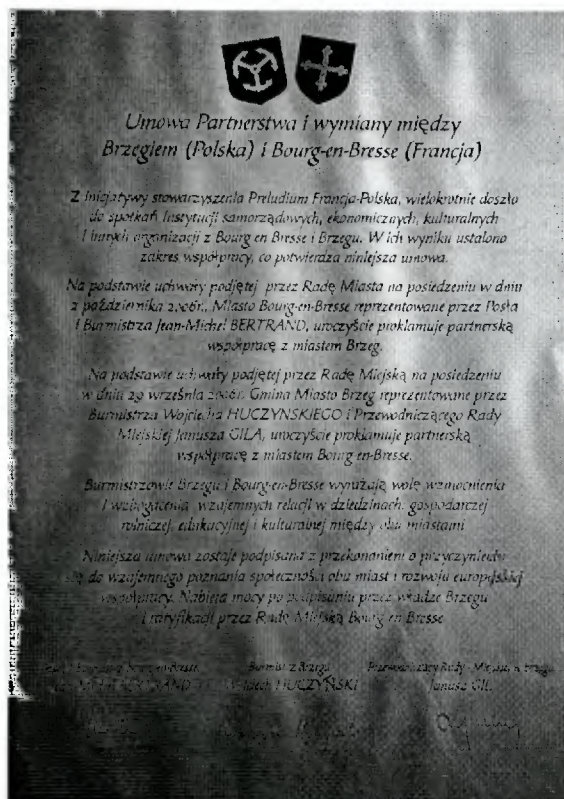 Umowa Partnerstwa i wymiany między
Brzegiem (Polska) i Bourg-en-Bresse (Francja)
Z inicjatywy stowarzyszenia Preludium Francja-Polska, wielokrotnie doszło
do spotkań instytucji samorządowych, ekonomicznych, kulturalnych
i innych organizacji z Bourg en Bresse i Brzegu. W ich wyniku ustalono
zakres współpracy, co potwierdza niniejsza umowa.
Na podstawie uchwały podjętej przez Radę Miasta na posiedzeniu w dniu
2 października 2006r., Miasto Bourg-en-Bresse reprezentowane przez Posła
i Burmistrza Jean-Michel BERTRAND, uroczyście proklamuje partnerską
współpracę z miastem Brzeg.
Na podstawie uchwały podjętej przez Radę Miejską na posiedzeniu
w dniu 29 września 2006r. Gmina Miasto Brzeg reprezentowane przez
Burmistrza Wojciecha HUCZYNSKIEGO i Przewodniczącego Rady
Miejskiej Janusza GILA, uroczyście proklamuje partnerską
współpracę z miastem Bourg en-Bresse.
Burmistrzowie Brzegu i Bourg-en-Bresse wyrażają wolę wzmocnienia
i wzbogacenia wzajemnych relacji w dziedzinach: gospodarczej
rolniczej, edukacyjnej i kulturalnej między obu miastami
Niniejsza umowa zostaje podpisana z przekonaniem o przyczynieniu
się do wzajemnego poznania społeczności obu miast i rozwoju europejskiej
współpracy. Nabiera mocy po podpisaniu przez władze Brzegu
i ratyfikacji przez Radę Miejską Bourg en Bresse
Burmistrz Brzegu Przewodniczący Rady Miejskiej Brzegu
BERTRAND Wojciech HUCZYŃSKI Janusz GIL